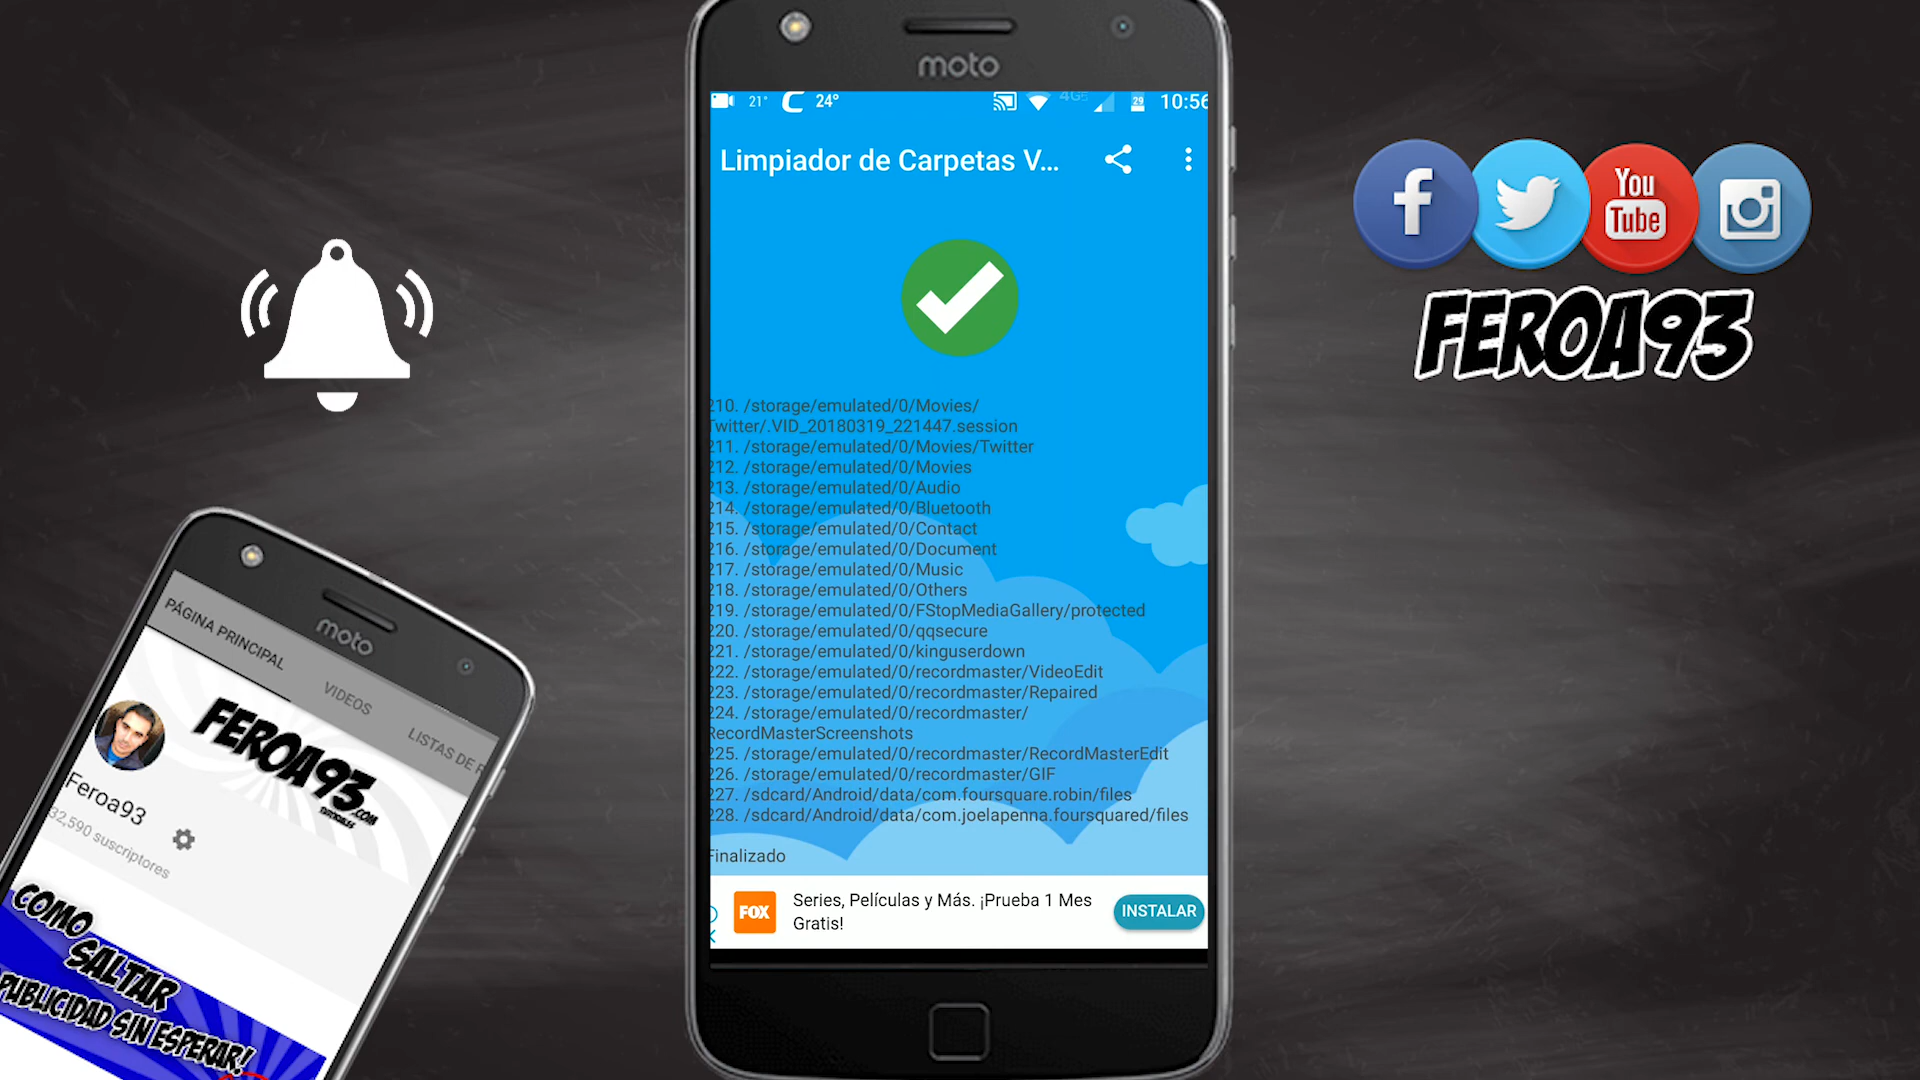 moto
21° 24° 4G 29 10:56
Limpiador de Carpetas V...
210. /storage/emulated/0/Movies/
Twitter/.VID_20180319_221447.session
211. /storage/emulated/0/Movies/Twitter
212. /storage/emulated/0/Movies
213. /storage/emulated/0/Audio
214. /storage/emulated/0/Bluetooth
215. /storage/emulated/0/Contact
216. /storage/emulated/0/Document
217. /storage/emulated/0/Music
218. /storage/emulated/0/Others
219. /storage/emulated/0/FStopMediaGallery/protected
220. /storage/emulated/0/qqsecure
221. /storage/emulated/0/kinguserdown
222. /storage/emulated/0/recordmaster/VideoEdit
223. /storage/emulated/0/recordmaster/Repaired
224. /storage/emulated/0/recordmaster/
RecordMasterScreenshots
225. /storage/emulated/0/recordmaster/RecordMasterEdit
226. /storage/emulated/0/recordmaster/GIF
227. /sdcard/Android/data/com.foursquare.robin/files
228. /sdcard/Android/data/com.joelapenna.foursquared/files
Finalizado
FOX
Series, Películas y Más. ¡Prueba 1 Mes
Gratis!
INSTALAR
You
Tube
FEROA93
moto
PÁGINA PRINCIPAL
VIDEOS
LISTAS DE R
FEROA93
.COM
Feroa93
32,590 suscriptores
COMO
SALTAR
PUBLICIDAD SIN ESPERAR!